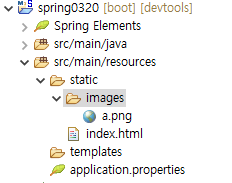 spring0320 [boot] [devtools]
Spring Elements
src/main/java
src/main/resources
static
images
a.png
index.html
templates
application.properties